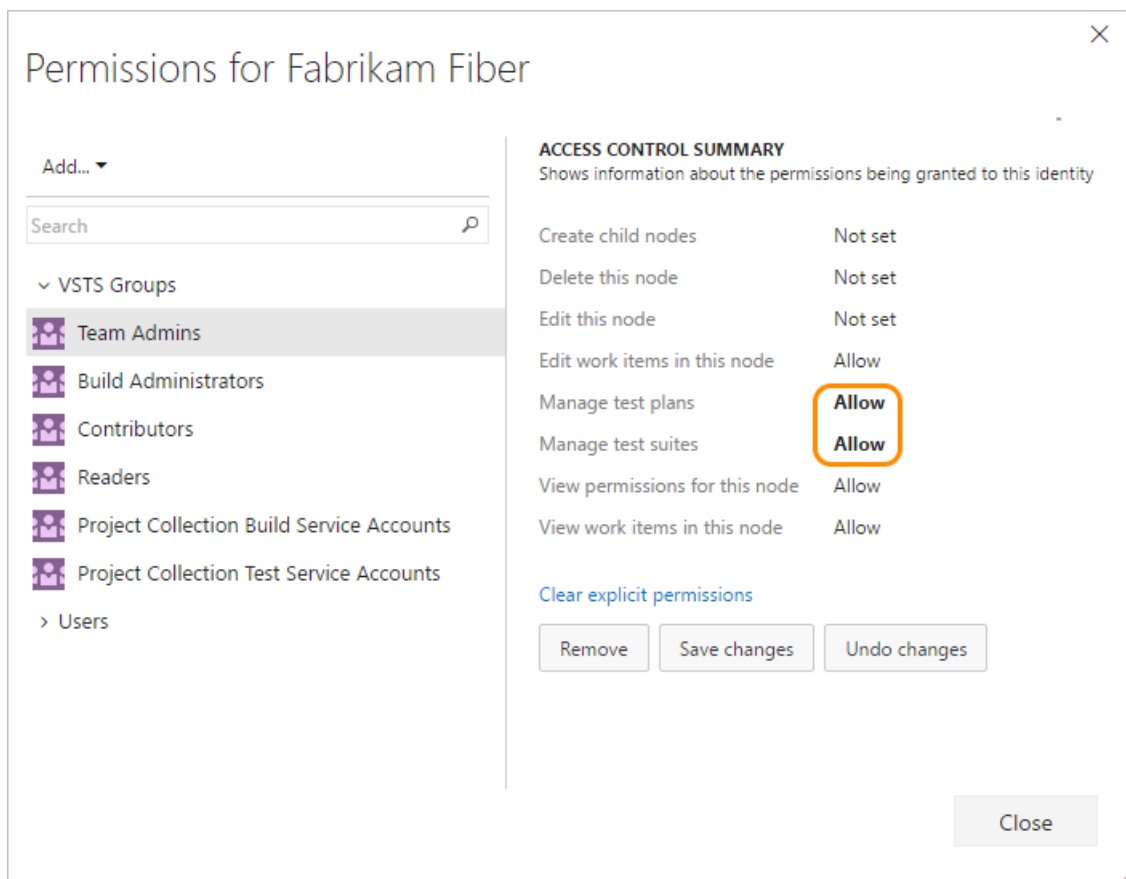 Permissions for Fabrikam Fiber
Add...
Search
VSTS Groups
Team Admins
Build Administrators
Contributors
Readers
Project Collection Build Service Accounts
Project Collection Test Service Accounts
Users
ACCESS CONTROL SUMMARY
Shows information about the permissions being granted to this identity
Create child nodes Not set
Delete this node Not set
Edit this node Not set
Edit work items in this node Allow
Manage test plans Allow
Manage test suites Allow
View permissions for this node Allow
View work items in this node Allow
Clear explicit permissions
Remove Save changes Undo changes
Close